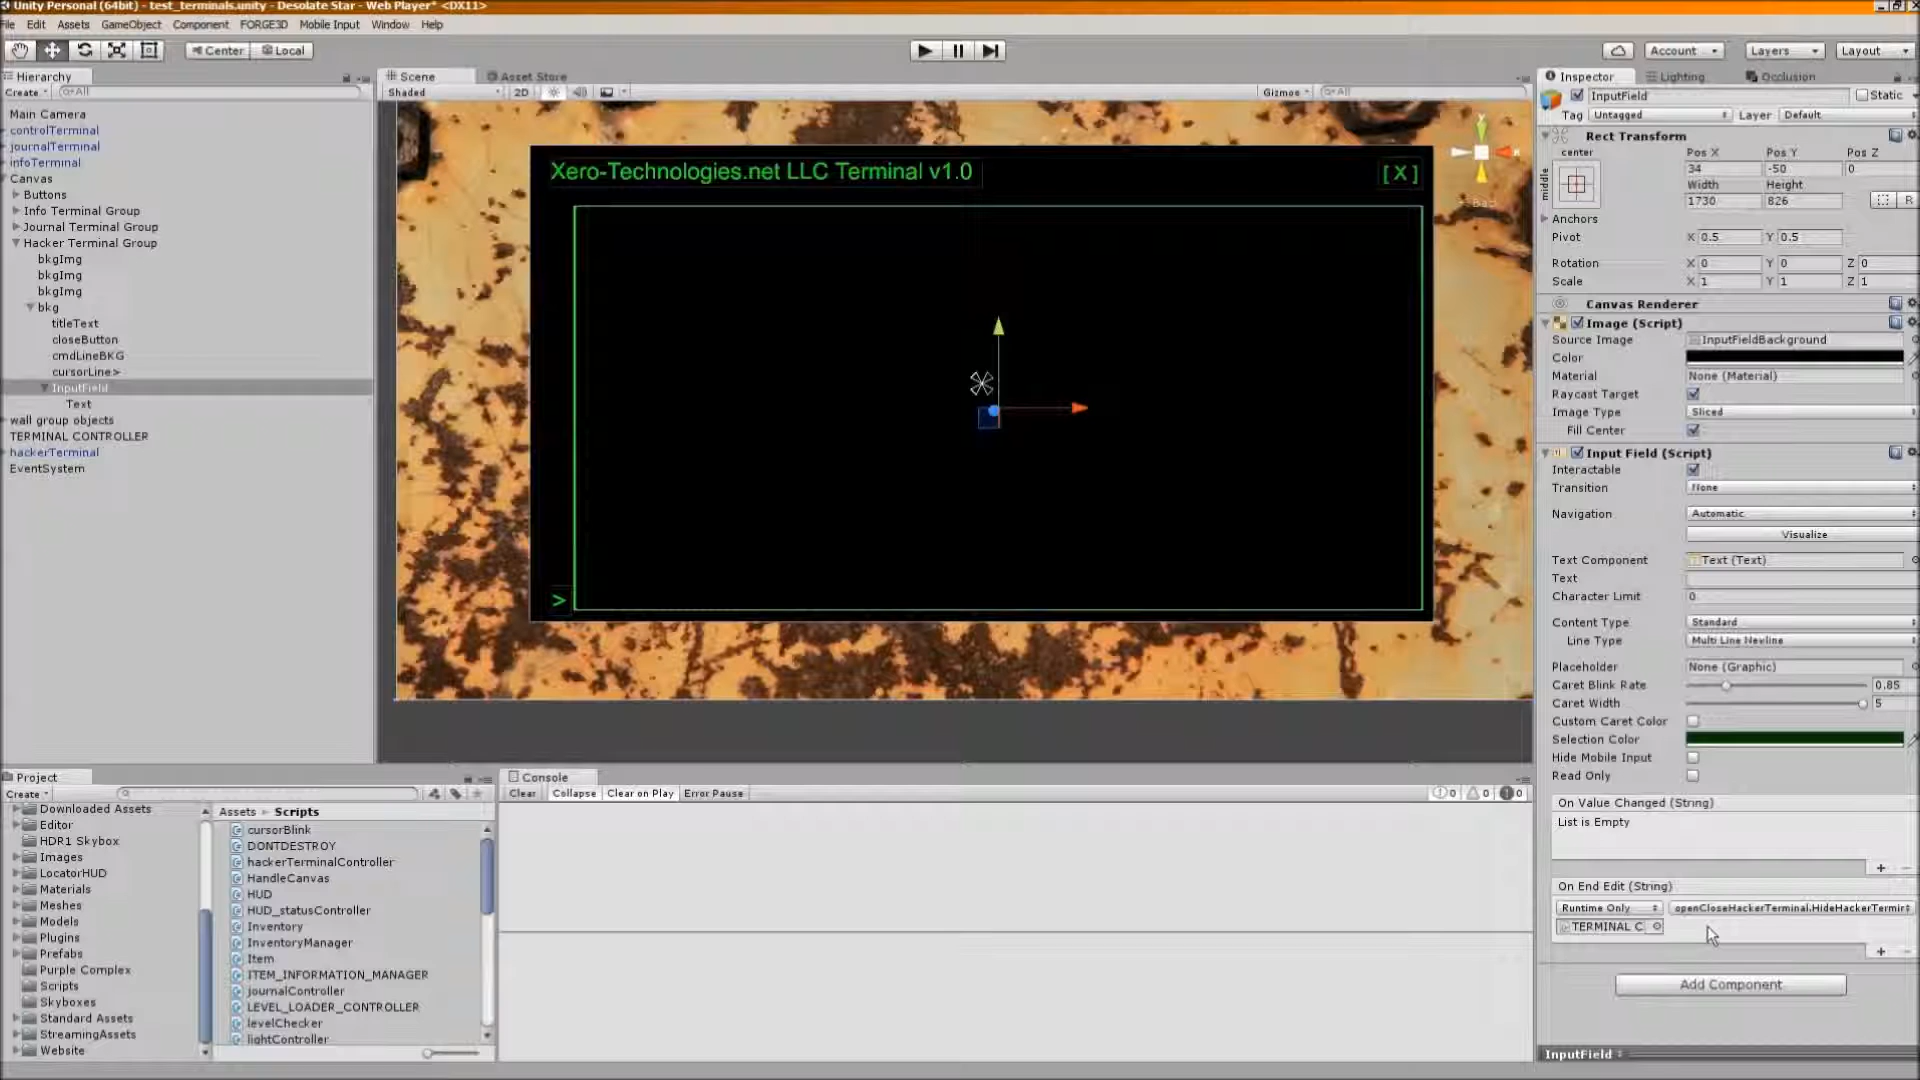 Unity Personal (64bit) - test_terminals.unity - Desolate Star - Web Player* <DX11>
File Edit Assets GameObject Component FORGE3D Mobile Input Window Help
Center Local
Account Layers Layout
Hierarchy
Create All
Main Camera
controlTerminal
journalTerminal
infoTerminal
Canvas
Buttons
Info Terminal Group
Journal Terminal Group
Hacker Terminal Group
bkgImg
bkgImg
bkgImg
bkg
titleText
closeButton
cmdLineBKG
cursorLine>
InputField
Text
wall group objects
TERMINAL CONTROLLER
hackerTerminal
EventSystem
Scene Asset Store
Shaded 2D Gizmos All
Xero-Technologies.net LLC Terminal v1.0 [X]
>
Inspector Lighting Occlusion
InputField Static
Tag Untagged Layer Default
Rect Transform
center Pos X Pos Y Pos Z
middle 34 -50 0
Width Height
1730 826 R
Anchors
Pivot X 0.5 Y 0.5
Rotation X 0 Y 0 Z 0
Scale X 1 Y 1 Z 1
Canvas Renderer
Image (Script)
Source Image InputFieldBackground
Color
Material None (Material)
Raycast Target
Image Type Sliced
Fill Center
Input Field (Script)
Interactable
Transition None
Navigation Automatic
Visualize
Text Component Text (Text)
Text
Character Limit 0
Content Type Standard
Line Type Multi Line Newline
Placeholder None (Graphic)
Caret Blink Rate 0.85
Caret Width 5
Custom Caret Color
Selection Color
Hide Mobile Input
Read Only
On Value Changed (String)
List is Empty
On End Edit (String)
Runtime Only openCloseHackerTerminal.HideHackerTermir
TERMINAL C
Add Component
InputField
Project
Create
Downloaded Assets
Editor
HDR1 Skybox
Images
LocatorHUD
Materials
Meshes
Models
Plugins
Prefabs
Purple Complex
Scripts
Skyboxes
Standard Assets
StreamingAssets
Website
Assets Scripts
cursorBlink
DONTDESTROY
hackerTerminalController
HandleCanvas
HUD
HUD_statusController
Inventory
InventoryManager
Item
ITEM_INFORMATION_MANAGER
journalController
LEVEL_LOADER_CONTROLLER
levelChecker
lightController
Console
Clear Collapse Clear on Play Error Pause 0 0 0